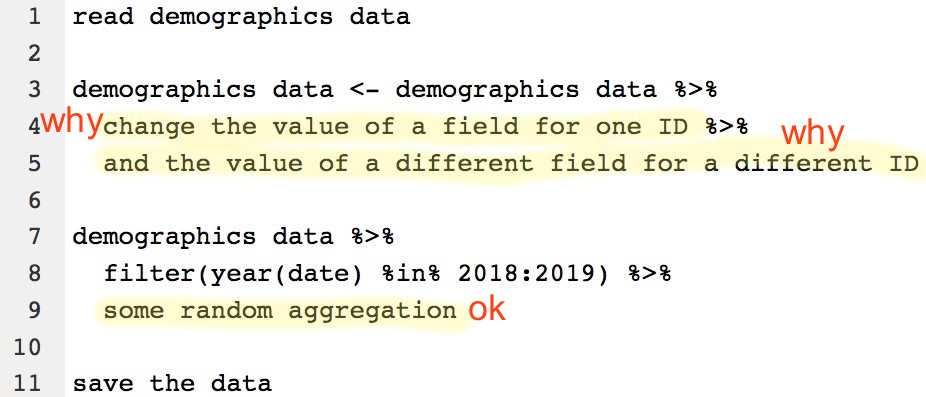 1 read demographics data
2
3 demographics data <- demographics data %>%
4 why change the value of a field for one ID %>% why
5 and the value of a different field for a different ID
6
7 demographics data %>%
8 filter(year(date) %in% 2018:2019) %>%
9 some random aggregation ok
10
11 save the data